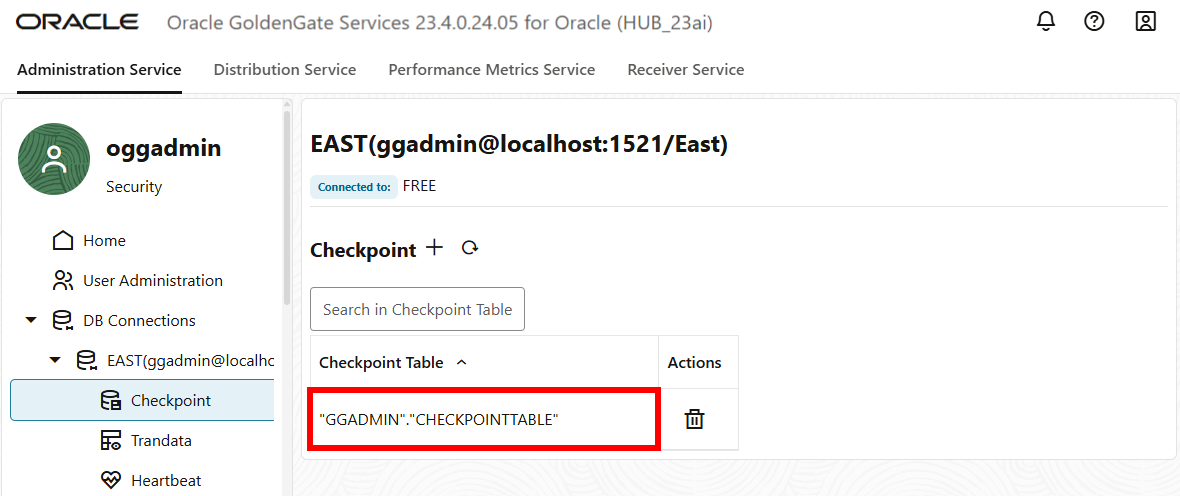 ORACLE Oracle GoldenGate Services 23.4.0.24.05 for Oracle (HUB_23ai)
Administration Service Distribution Service Performance Metrics Service Receiver Service
oggadmin
Security
Home
User Administration
DB Connections
EAST(ggadmin@localho
Checkpoint
Trandata
Heartbeat
EAST(ggadmin@localhost:1521/East)
Connected to: FREE
Checkpoint
Search in Checkpoint Table
Checkpoint Table Actions
"GGADMIN"."CHECKPOINTTABLE"